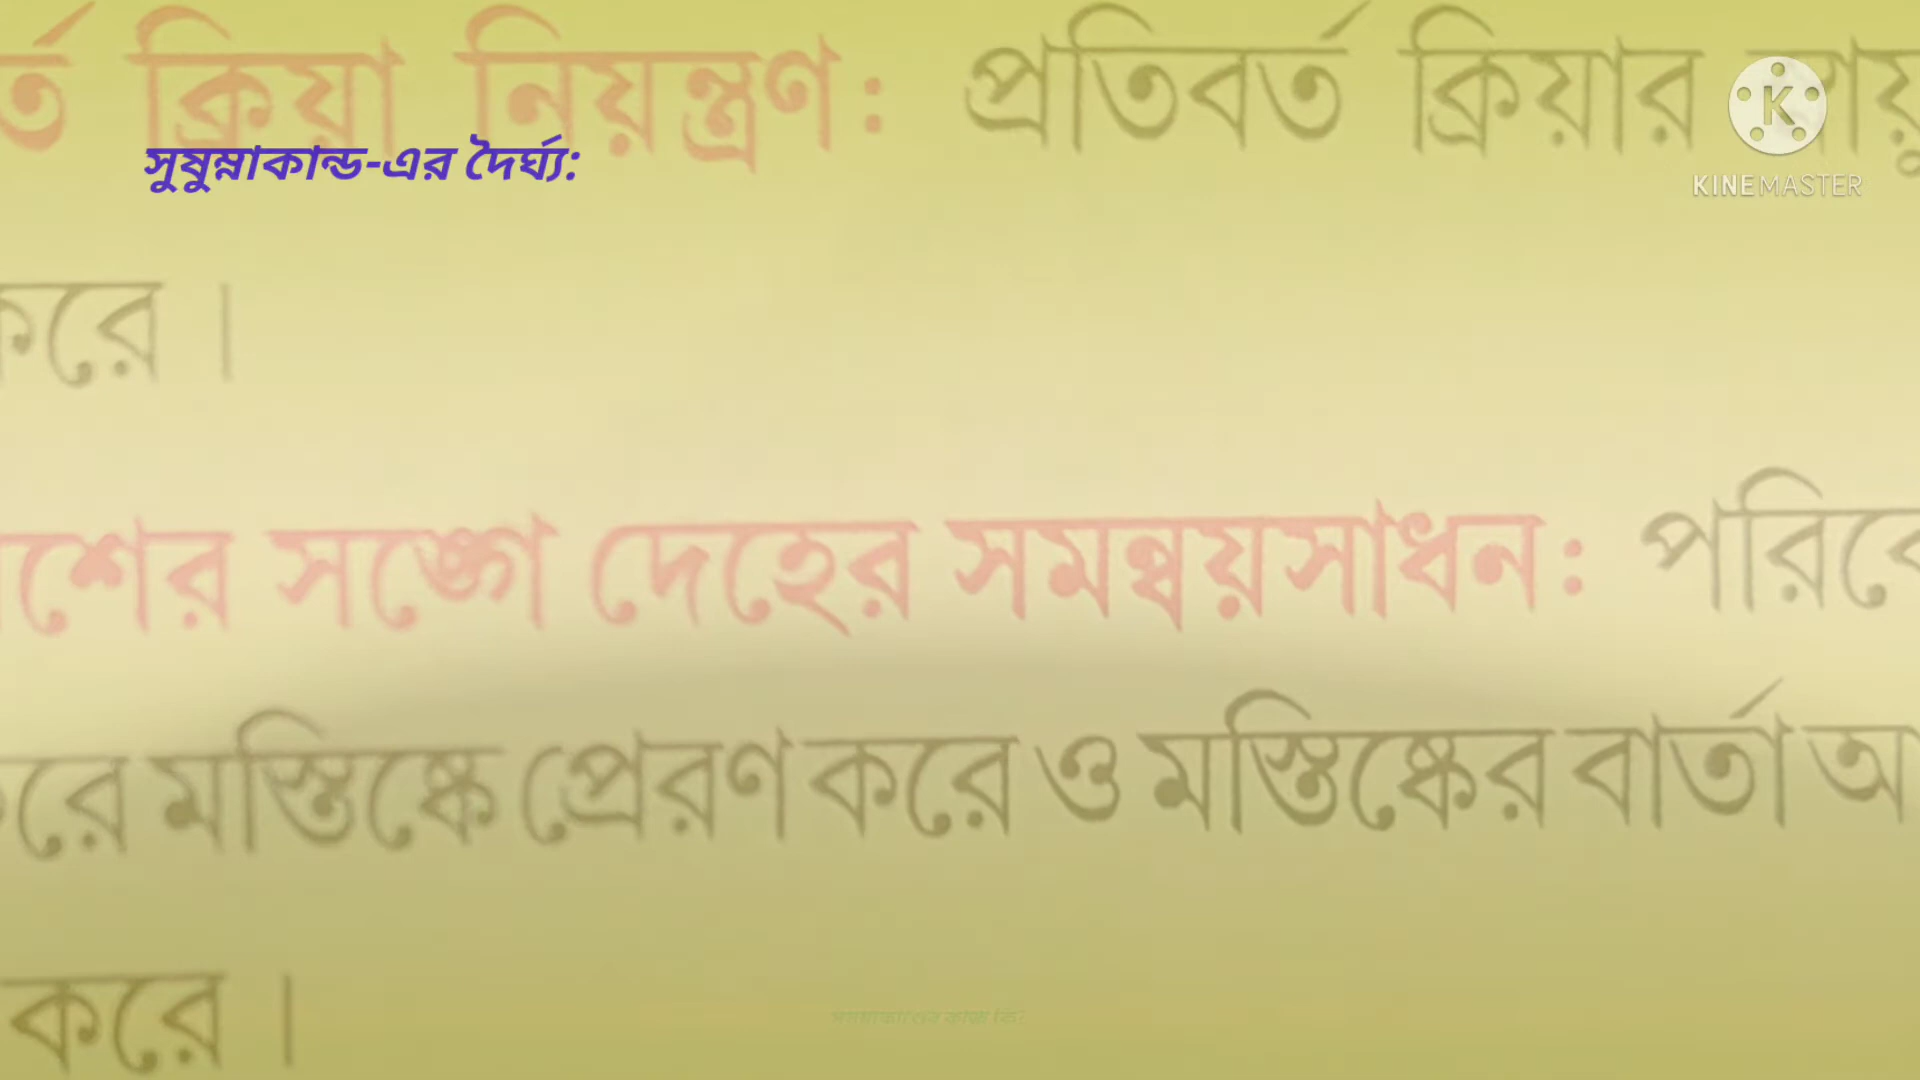 র্ত ক্রিয়া নিয়ন্ত্রণ: প্রতিবর্ত ক্রিয়ার
সুষুম্নাকান্ড-এর দৈর্ঘ্য:
KINEMASTER
করে।
শের সঙ্গে দেহের সমন্বয়সাধন: পরিবে
রে মস্তিষ্কে প্রেরণ করে ও মস্তিষ্কের বার্তা অ
করে।